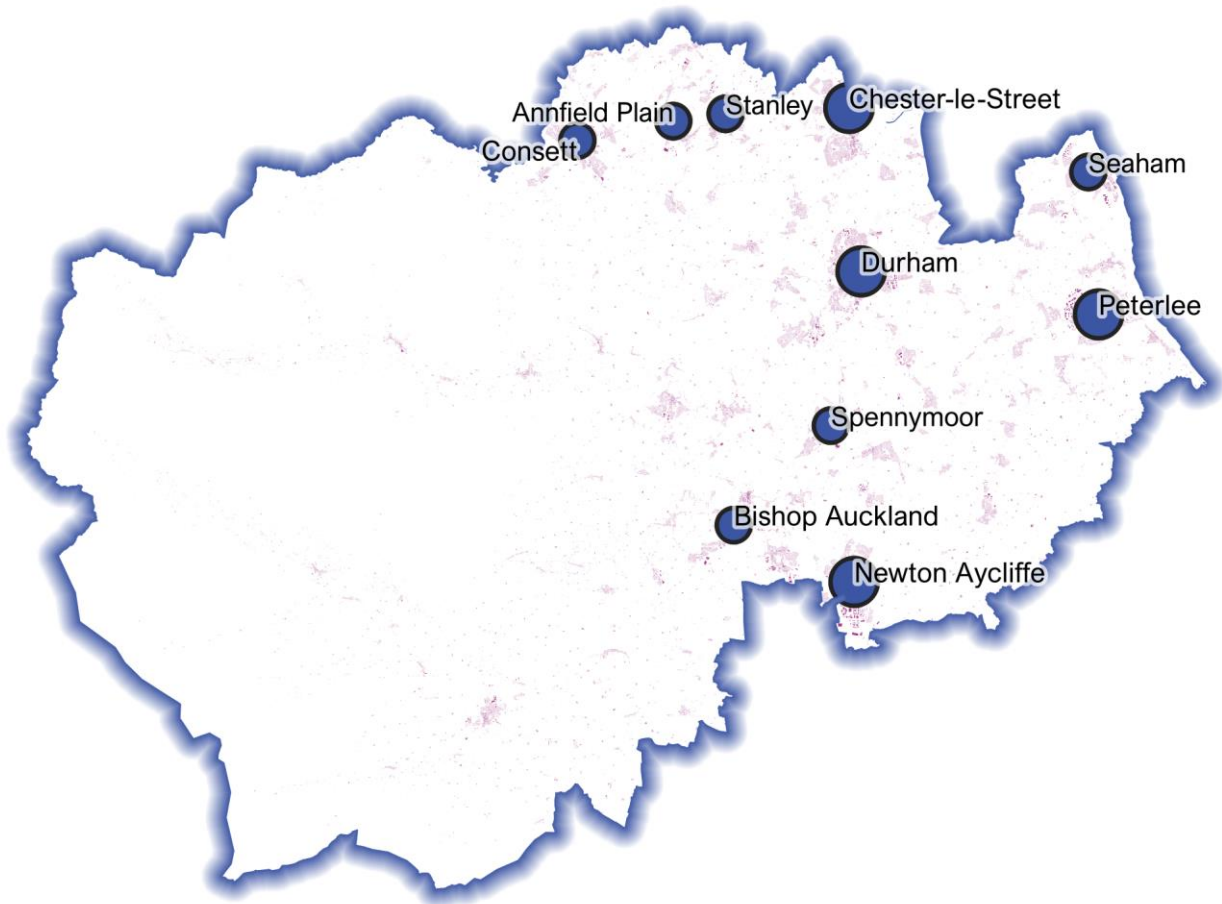 Chester-le-Street
Annfield Plain
Stanley
Consett
Seaham
Durham
Peterlee
Spennymoor
Bishop Auckland
Newton Aycliffe